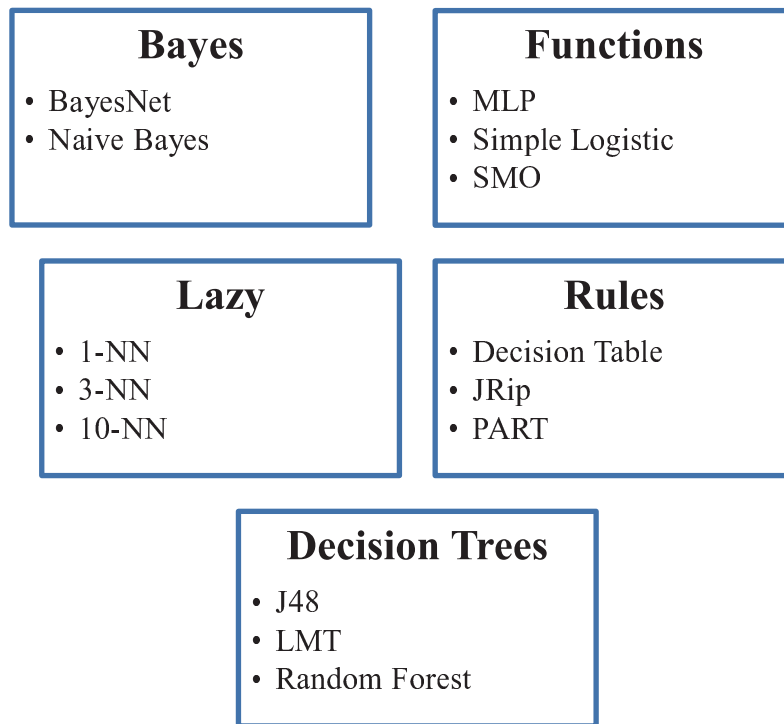 Bayes
• BayesNet
• Naive Bayes
Functions
• MLP
• Simple Logistic
• SMO
Lazy
• 1-NN
• 3-NN
• 10-NN
Rules
• Decision Table
• JRip
• PART
Decision Trees
• J48
• LMT
• Random Forest